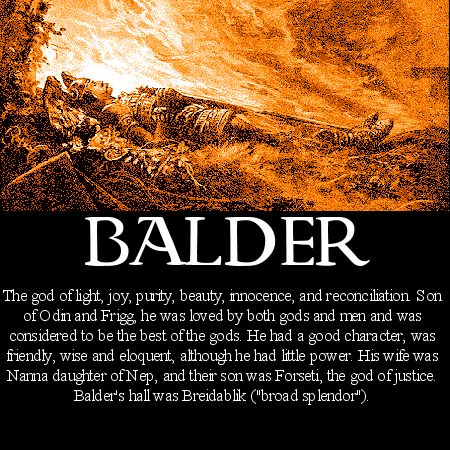 BALDER
The god of light, joy, purity, beauty, innocence, and reconciliation. Son
of Odin and Frigg, he was loved by both gods and men and was
considered to be the best of the gods. He had a good character, was
friendly, wise and eloquent, although he had little power. His wife was
Nanna daughter of Nep, and their son was Forseti, the god of justice.
Balder's hall was Breidablik ("broad splendor").